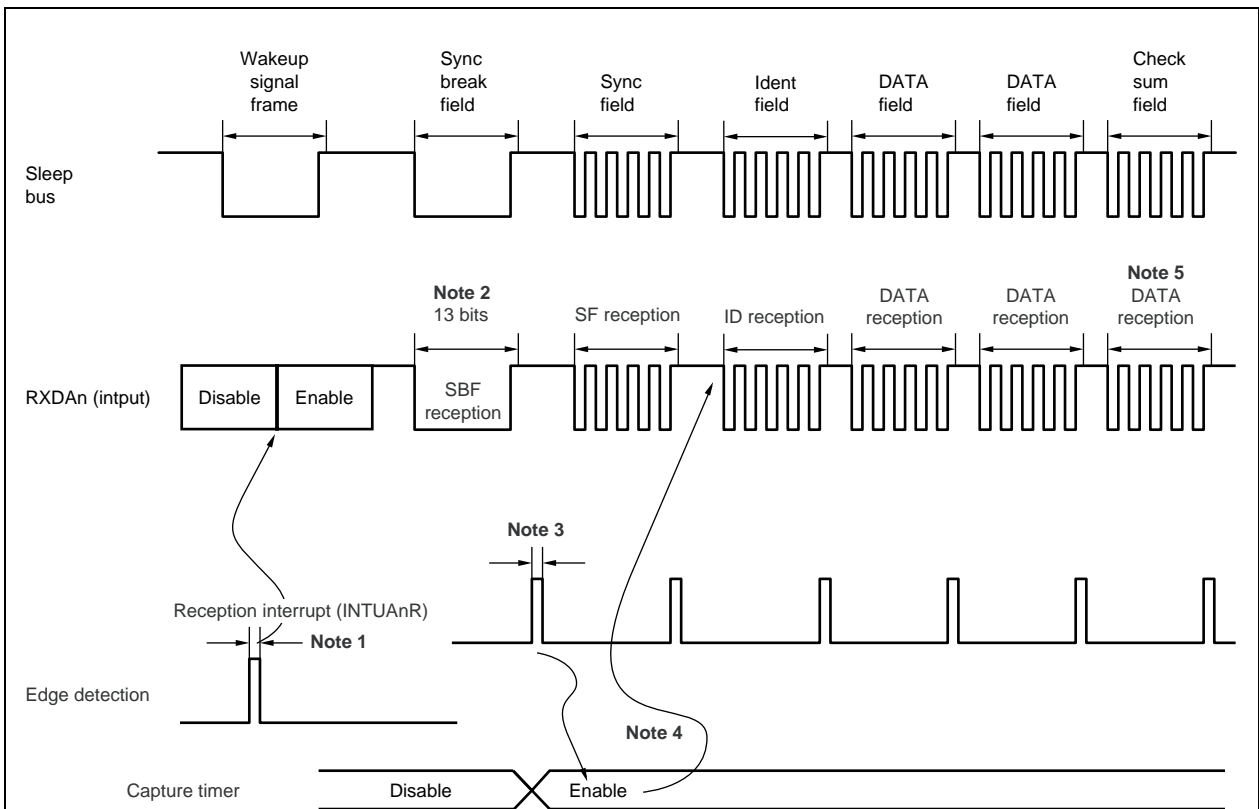 Wakeup
signal
frame
Sync
break
field
Sync
field
Ident
field
DATA
field
DATA
field
Check
sum
field
Sleep
bus
Note 2
13 bits
SF reception
ID reception
DATA
reception
DATA
reception
Note 5
DATA
reception
RXDAn (intput)
Disable
Enable
SBF
reception
Note 3
Reception interrupt (INTUAnR)
Note 1
Edge detection
Note 4
Capture timer
Disable
Enable